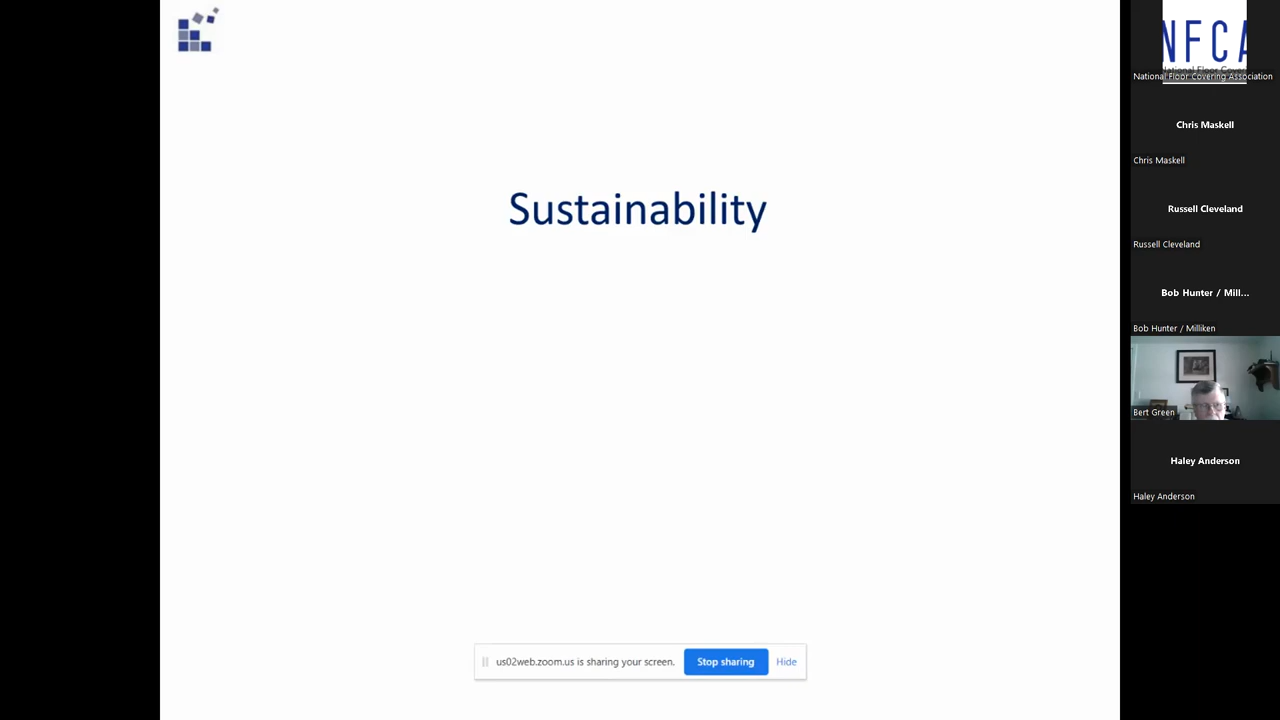 Sustainability
us02web.zoom.us is sharing your screen.
Stop sharing
Hide
NFCA
National Floor Covering Association
Chris Maskell
Chris Maskell
Russell Cleveland
Russell Cleveland
Bob Hunter / Mill...
Bob Hunter / Milliken
Bert Green
Haley Anderson
Haley Anderson